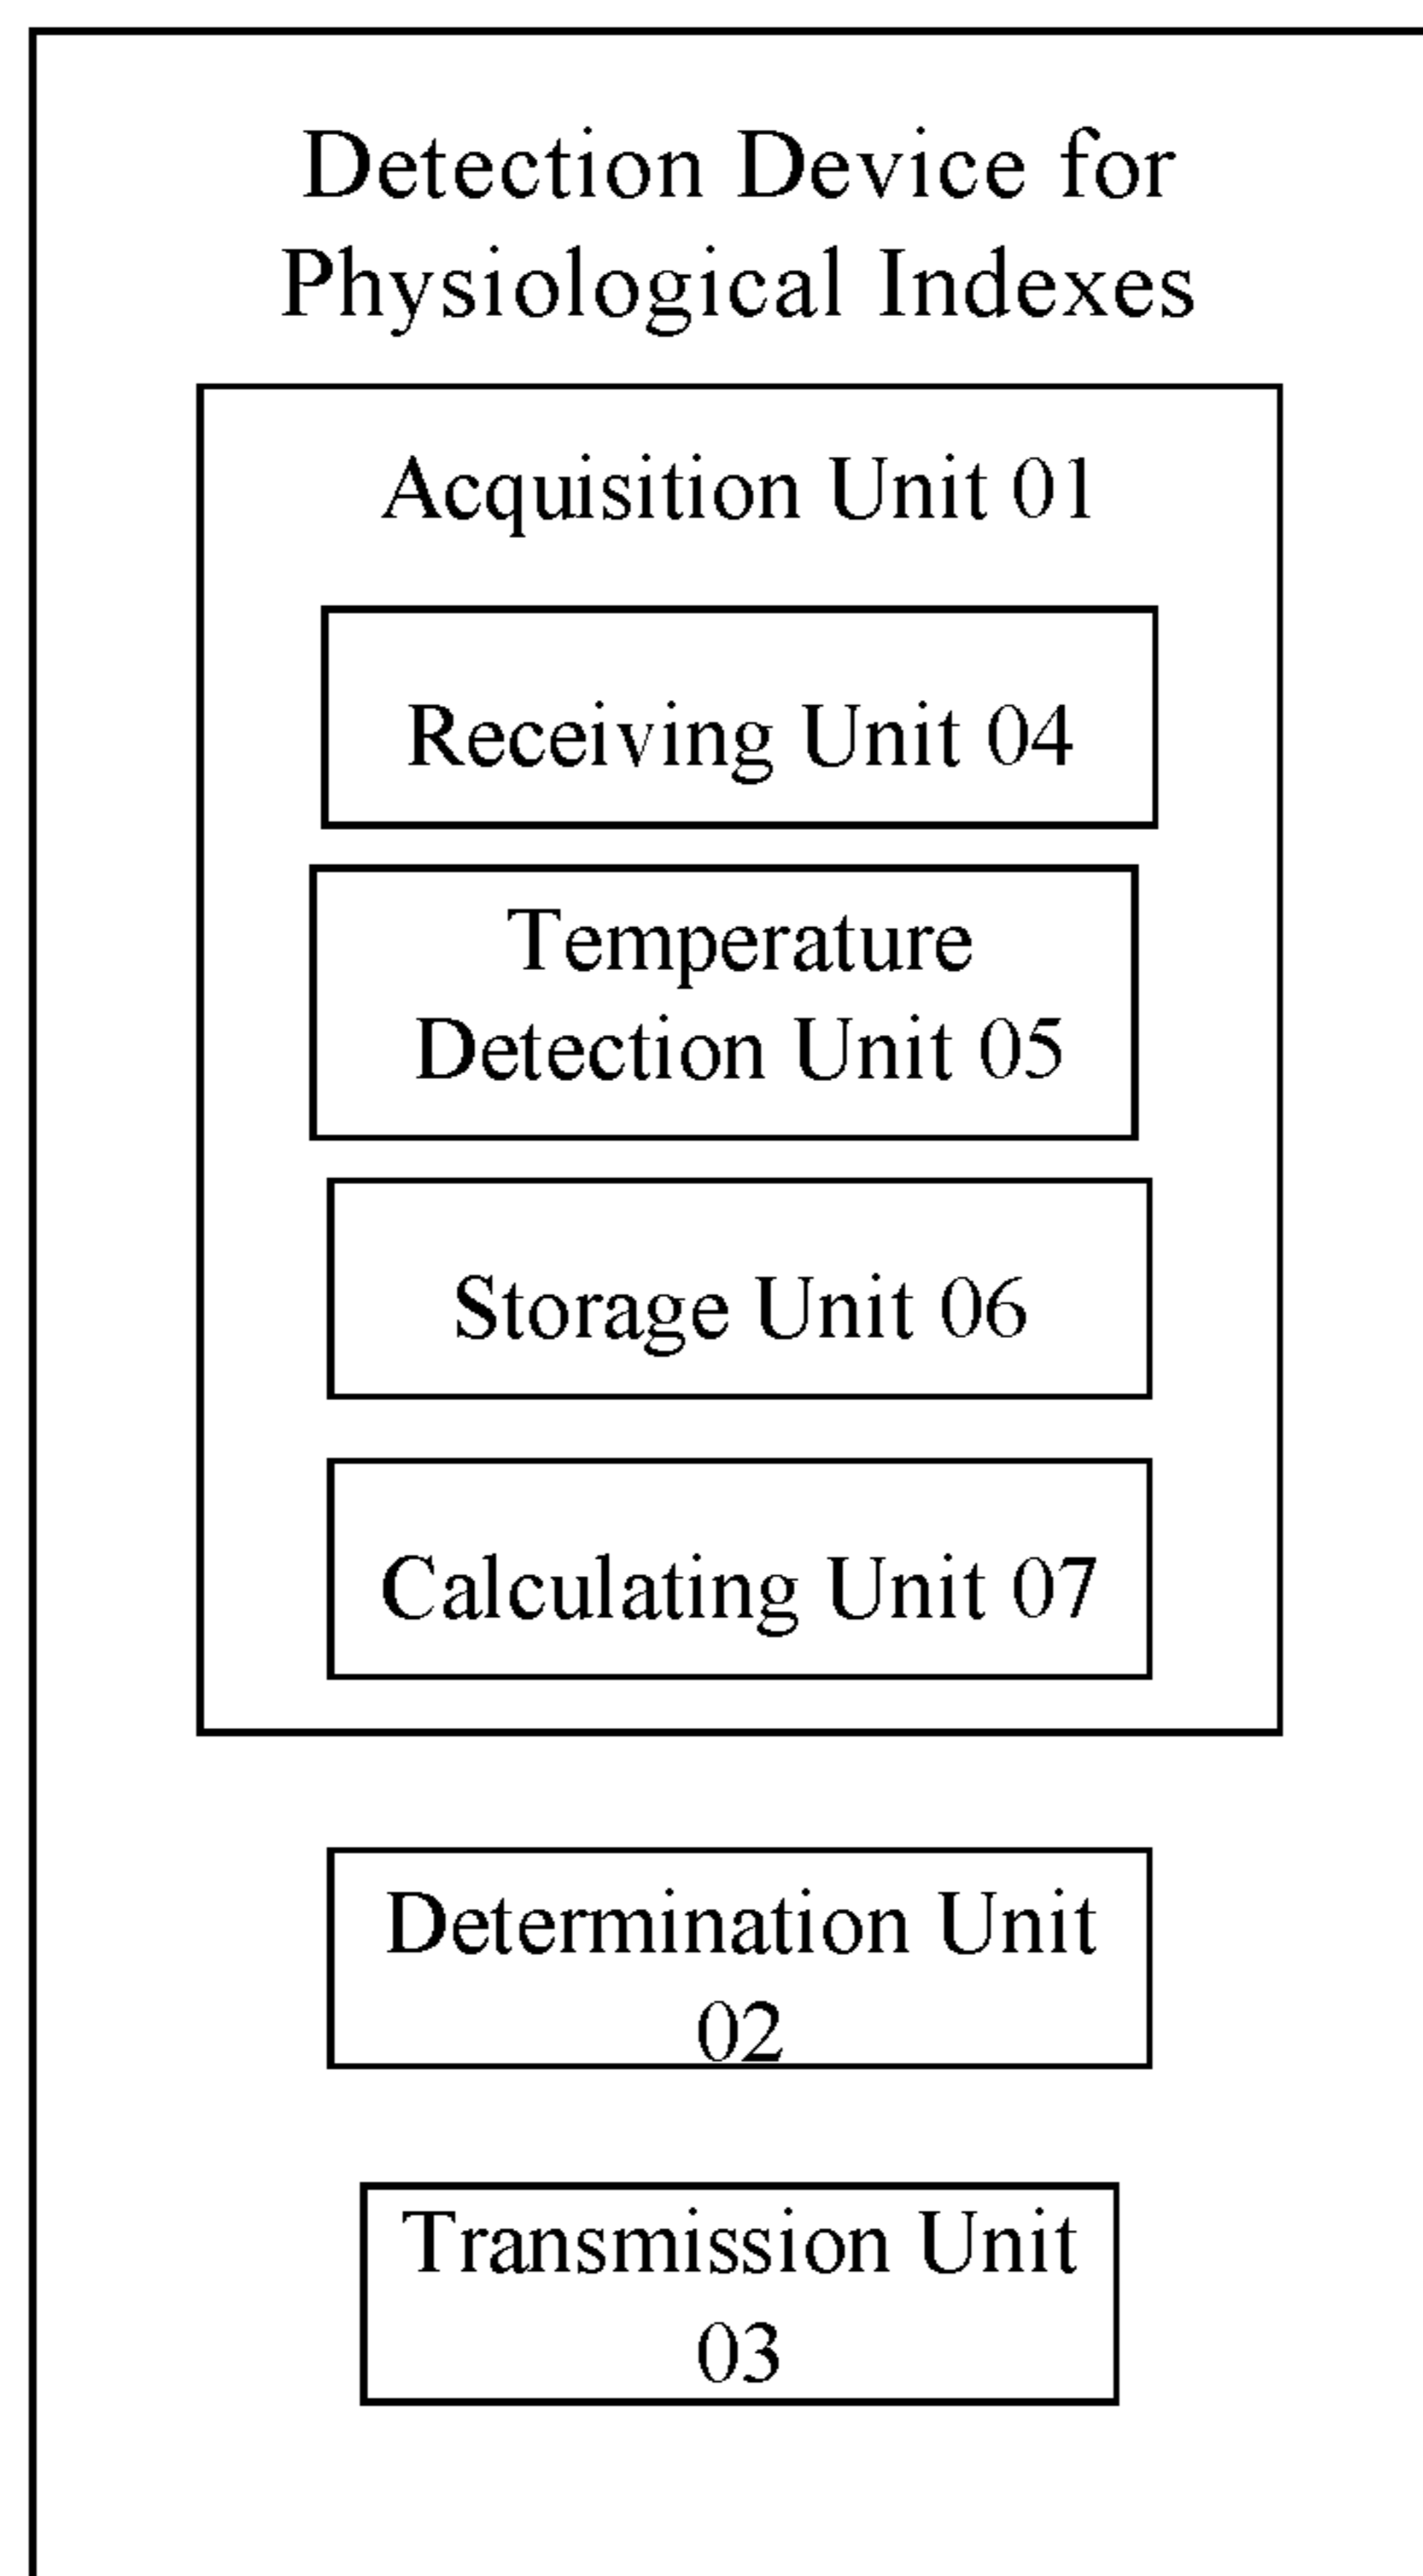 Detection Device for
Physiological Indexes
Acquisition Unit 01
Receiving Unit 04
Temperature
Detection Unit 05
Storage Unit 06
Calculating Unit 07
Determination Unit
02
Transmission Unit
03